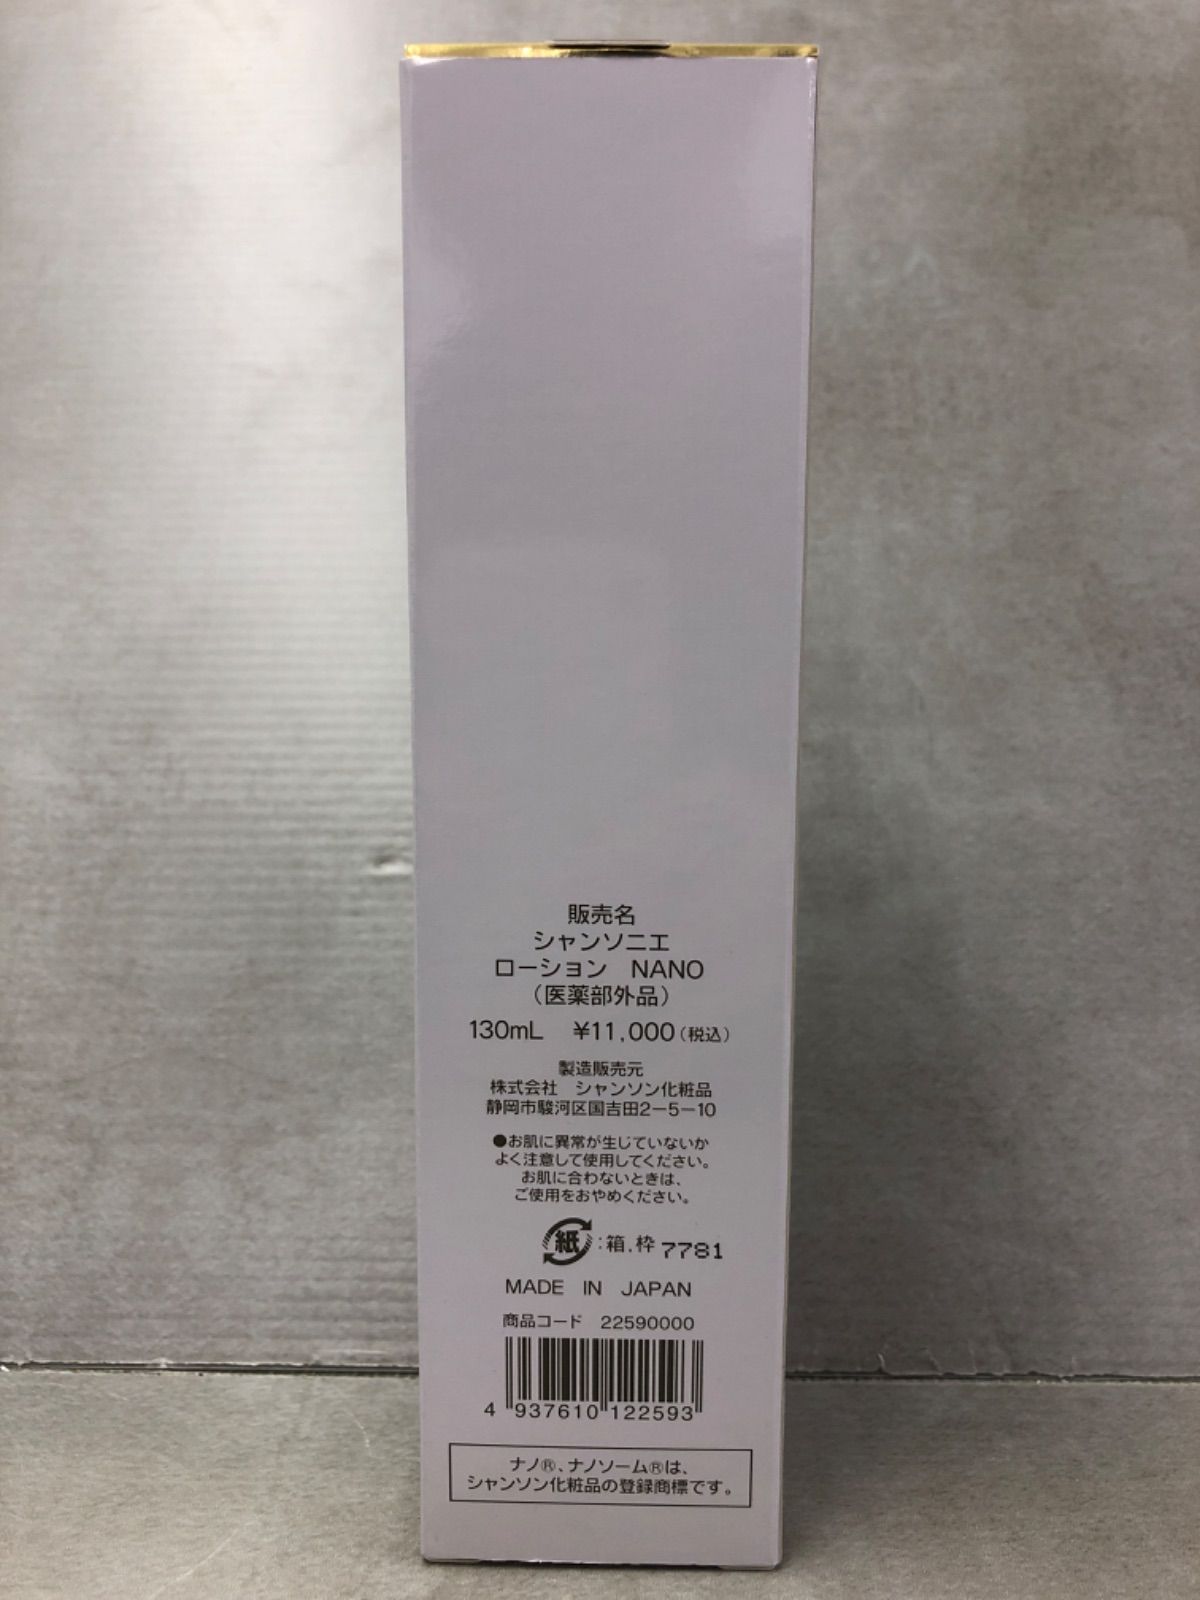 販売名
シャンソニエ
ローション　NANO
（医薬部外品）
130mL　¥11,000（税込）
製造販売元
株式会社　シャンソン化粧品
静岡市駿河区国吉田2−5−10
●お肌に異常が生じていないか
よく注意して使用してください。
お肌に合わないときは、
ご使用をおやめください。
紙：箱．枠 7781
MADE IN JAPAN
商品コード　22590000
4 937610 122593
ナノ®、ナノソーム®は、
シャンソン化粧品の登録商標です。